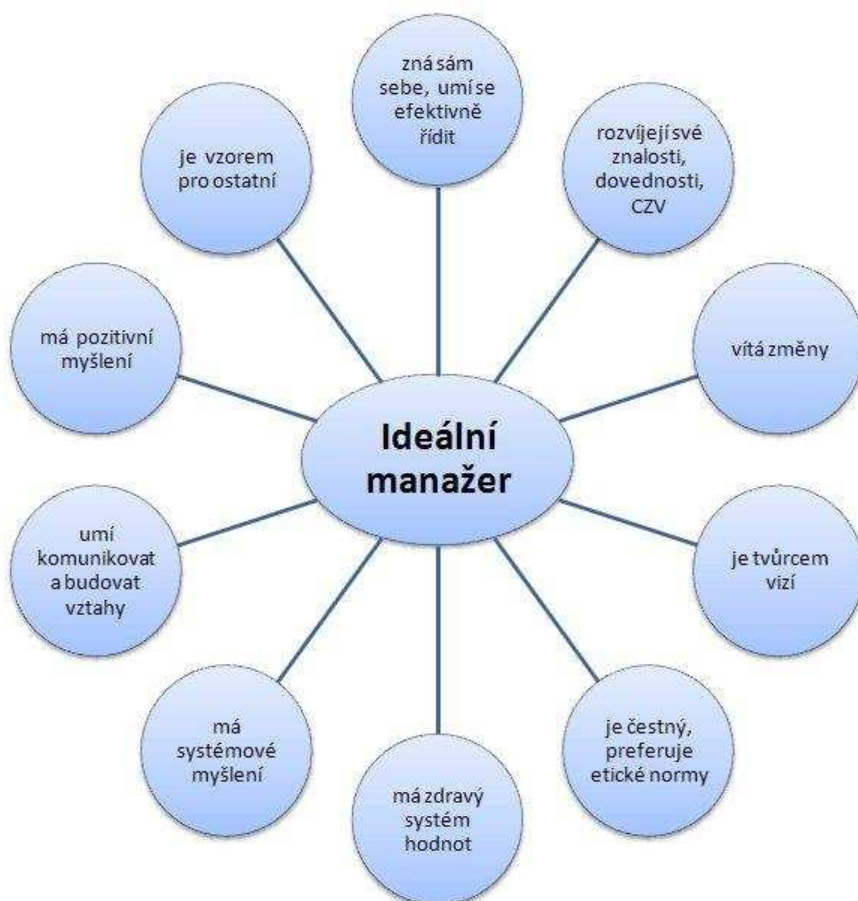 zná sám
sebe, umí se
efektivně
řídit
rozvíjejí své
znalosti,
dovednosti,
CZV
vítá změny
je tvůrcem
vizí
je čestný,
preferuje
etické normy
má zdravý
systém
hodnot
má
systémové
myšlení
umí
komunikovat
a budovat
vztahy
má pozitivní
myšlení
je vzorem
pro ostatní
Ideální
manažer